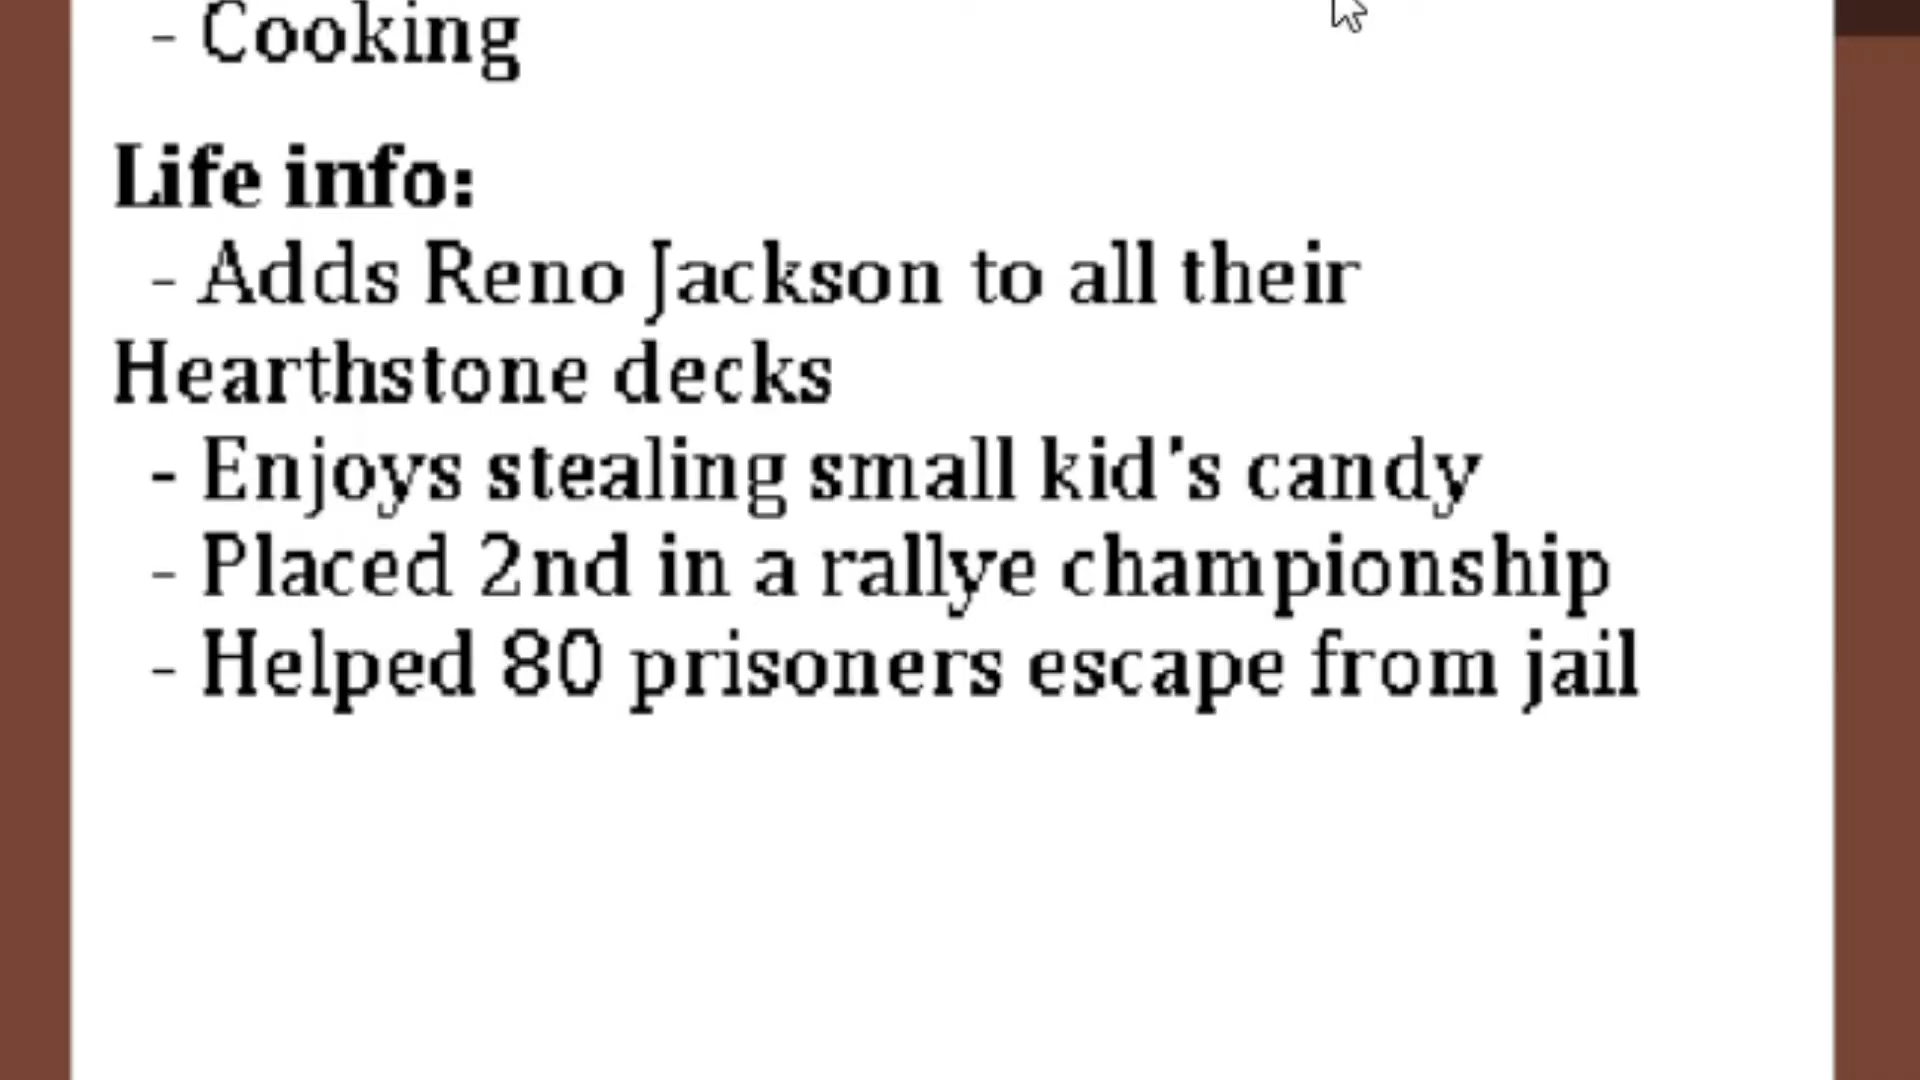 - Cooking
Life info:
- Adds Reno Jackson to all their
Hearthstone decks
- Enjoys stealing small kid's candy
- Placed 2nd in a rallye championship
- Helped 80 prisoners escape from jail